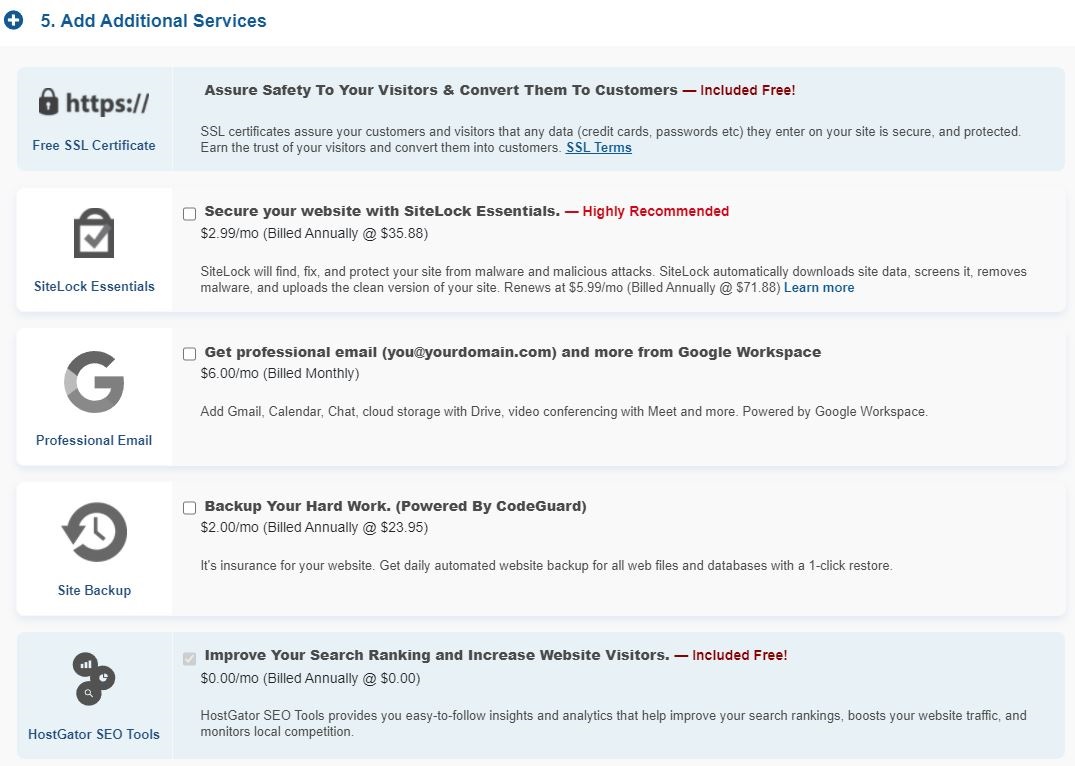 5. Add Additional Services
https://
Free SSL Certificate
Assure Safety To Your Visitors & Convert Them To Customers — Included Free!
SSL certificates assure your customers and visitors that any data (credit cards, passwords etc) they enter on your site is secure, and protected.
Earn the trust of your visitors and convert them into customers. SSL Terms
SiteLock Essentials
Secure your website with SiteLock Essentials. — Highly Recommended
$2.99/mo (Billed Annually @ $35.88)
SiteLock will find, fix, and protect your site from malware and malicious attacks. SiteLock automatically downloads site data, screens it, removes
malware, and uploads the clean version of your site. Renews at $5.99/mo (Billed Annually @ $71.88) Learn more
Professional Email
Get professional email (you@yourdomain.com) and more from Google Workspace
$6.00/mo (Billed Monthly)
Add Gmail, Calendar, Chat, cloud storage with Drive, video conferencing with Meet and more. Powered by Google Workspace.
Site Backup
Backup Your Hard Work. (Powered By CodeGuard)
$2.00/mo (Billed Annually @ $23.95)
It's insurance for your website. Get daily automated website backup for all web files and databases with a 1-click restore.
HostGator SEO Tools
Improve Your Search Ranking and Increase Website Visitors. — Included Free!
$0.00/mo (Billed Annually @ $0.00)
HostGator SEO Tools provides you easy-to-follow insights and analytics that help improve your search rankings, boosts your website traffic, and
monitors local competition.